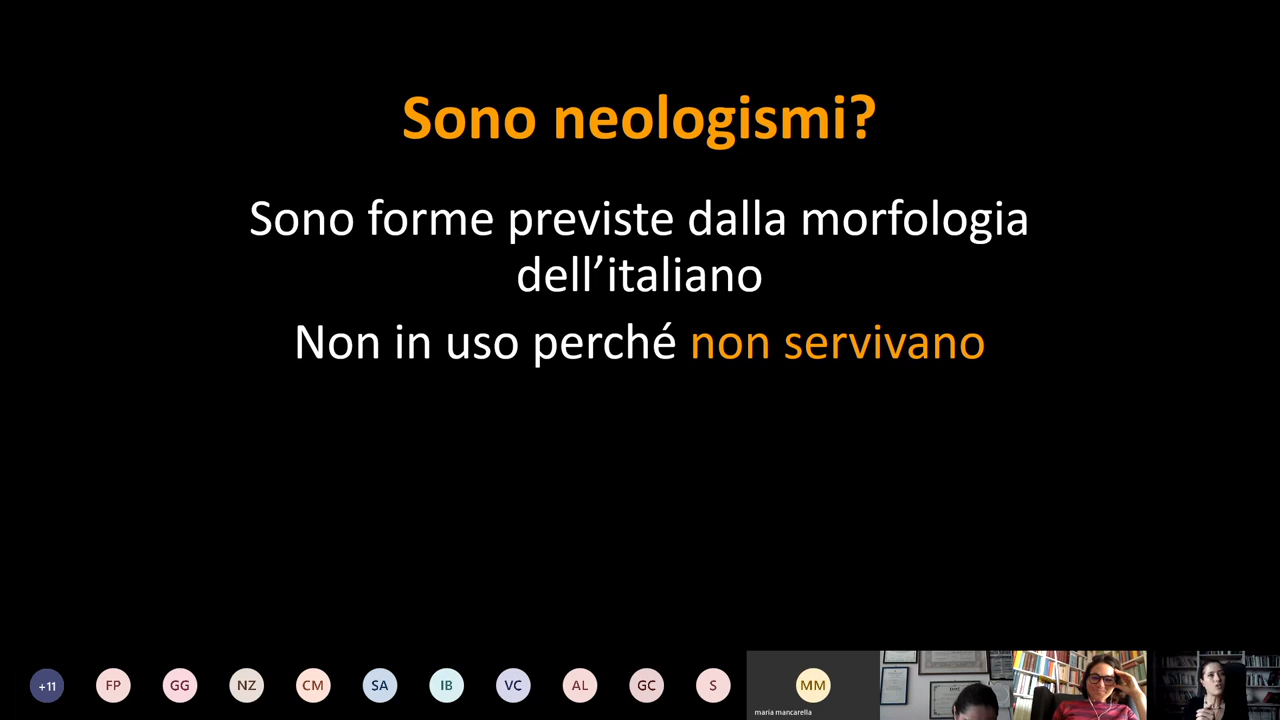 Sono neologismi?
Sono forme previste dalla morfologia
dell’italiano
Non in uso perché non servivano
+11 FP GG NZ CM SA IB VC AL GC S MM
maria mancarella